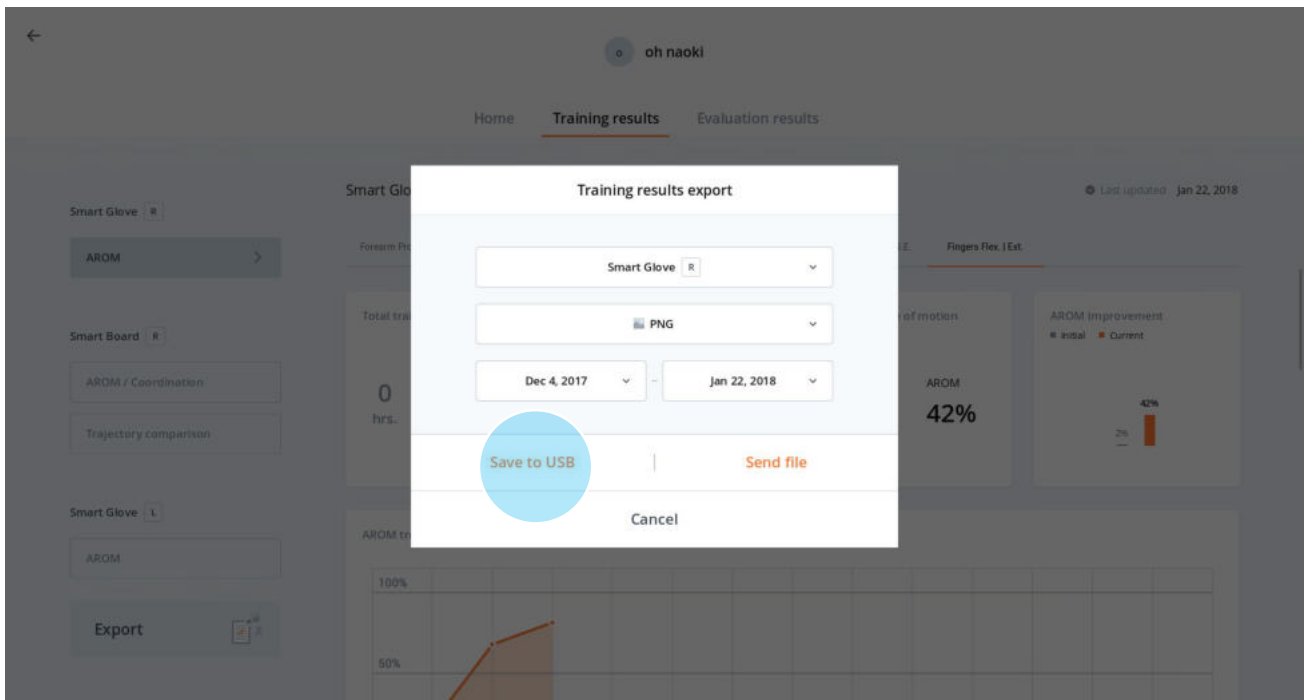 ←
o oh naoki
Home Training results Evaluation results
Smart Glove R
AROM >
Smart Board R
AROM / Coordination
Trajectory comparison
Smart Glove L
AROM
Export
Smart Glo
Last updated Jan 22, 2018
Forearm Pro
Fingers Flex. | Ext.
Total trai
0
hrs.
of motion
AROM
42%
AROM improvement
Initial Current
2%
42%
AROM tr
100%
50%
Training results export
Smart Glove R
PNG
Dec 4, 2017 – Jan 22, 2018
Save to USB | Send file
Cancel